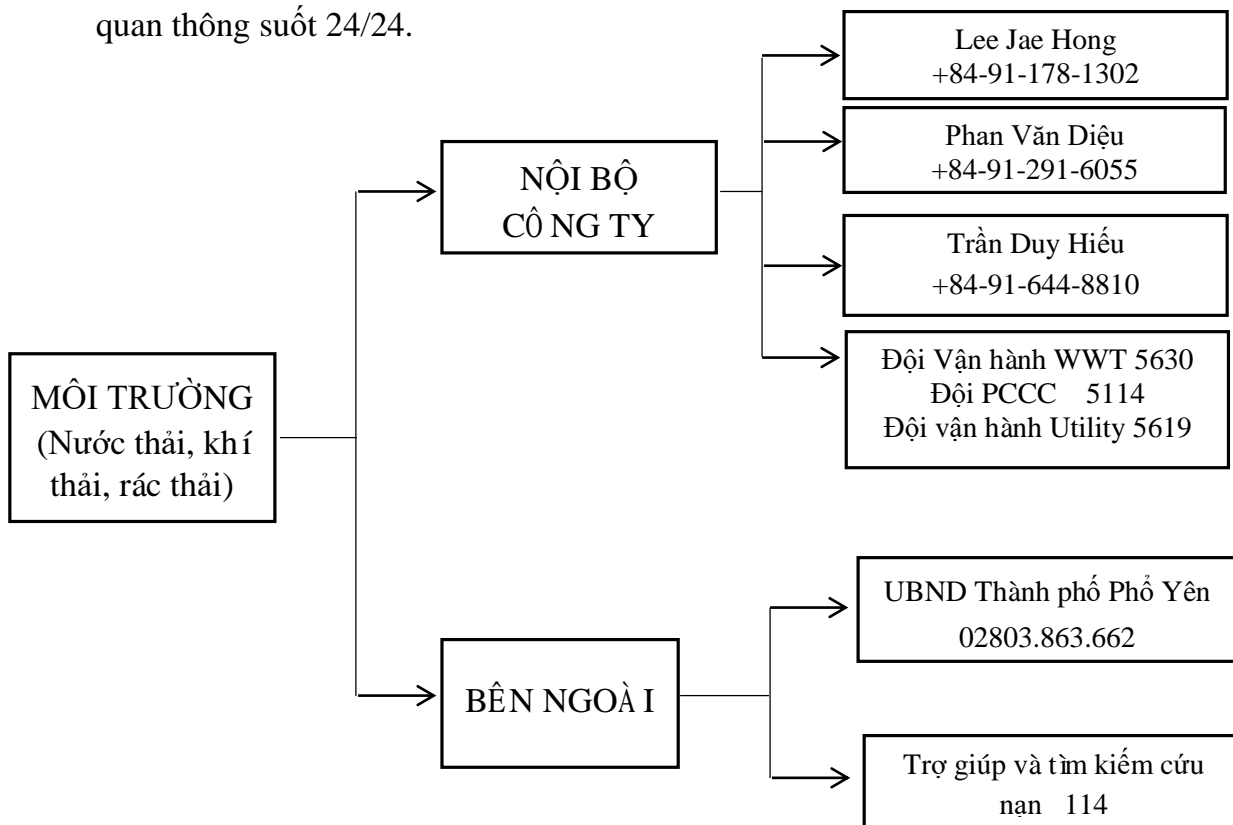 quan thông suốt 24/24.
Lee Jae Hong
+84-91-178-1302
Phan Văn Diệu
+84-91-291-6055
NỘI BỘ
CÔNG TY
Trần Duy Hiếu
+84-91-644-8810
Đội Vận hành WWT 5630
Đội PCCC 5114
Đội vận hành Utility 5619
MÔI TRƯỜNG
(Nước thải, khí
thải, rác thải)
UBND Thành phố Phổ Yên
02803.863.662
BÊN NGOÀI
Trợ giúp và tìm kiếm cứu
nạn 114